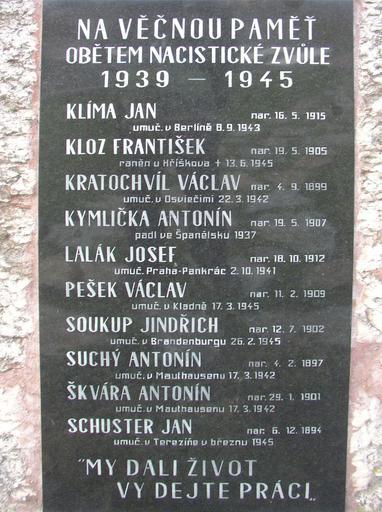 NA VĚČNOU PAMĚŤ
OBĚTEM NACISTICKÉ ZVŮLE
1939 — 1945
KLÍMA JAN nar. 16. 5. 1915
umuč. v Berlíně 8. 9. 1943
KLOZ FRANTIŠEK nar. 19. 5. 1905
raněn u Hříškova + 13. 6. 1945
KRATOCHVÍL VÁCLAV nar. 4. 9. 1899
umuč. v Osviečimi 22. 3. 1942
KYMLIČKA ANTONÍN nar. 19. 5. 1907
padl ve Španělsku 1937
LALÁK JOSEF nar. 18. 10. 1912
umuč. Praha-Pankrác 2. 10. 1941
PEŠEK VÁCLAV nar. 11. 2. 1909
umuč. v Kladně 17. 3. 1945
SOUKUP JINDŘICH nar. 12. 7. 1902
umuč. v Brandenburgu 26. 2. 1945
SUCHÝ ANTONÍN nar. 4. 2. 1897
umuč. v Mauthausenu 17. 3. 1942
ŠKVÁRA ANTONÍN nar. 29. 1. 1901
umuč. v Mauthausenu 17. 3. 1942
SCHUSTER JAN nar. 6. 12. 1894
umuč. v Terezíně v březnu 1945
"MY DALI ŽIVOT
VY DEJTE PRÁCI„